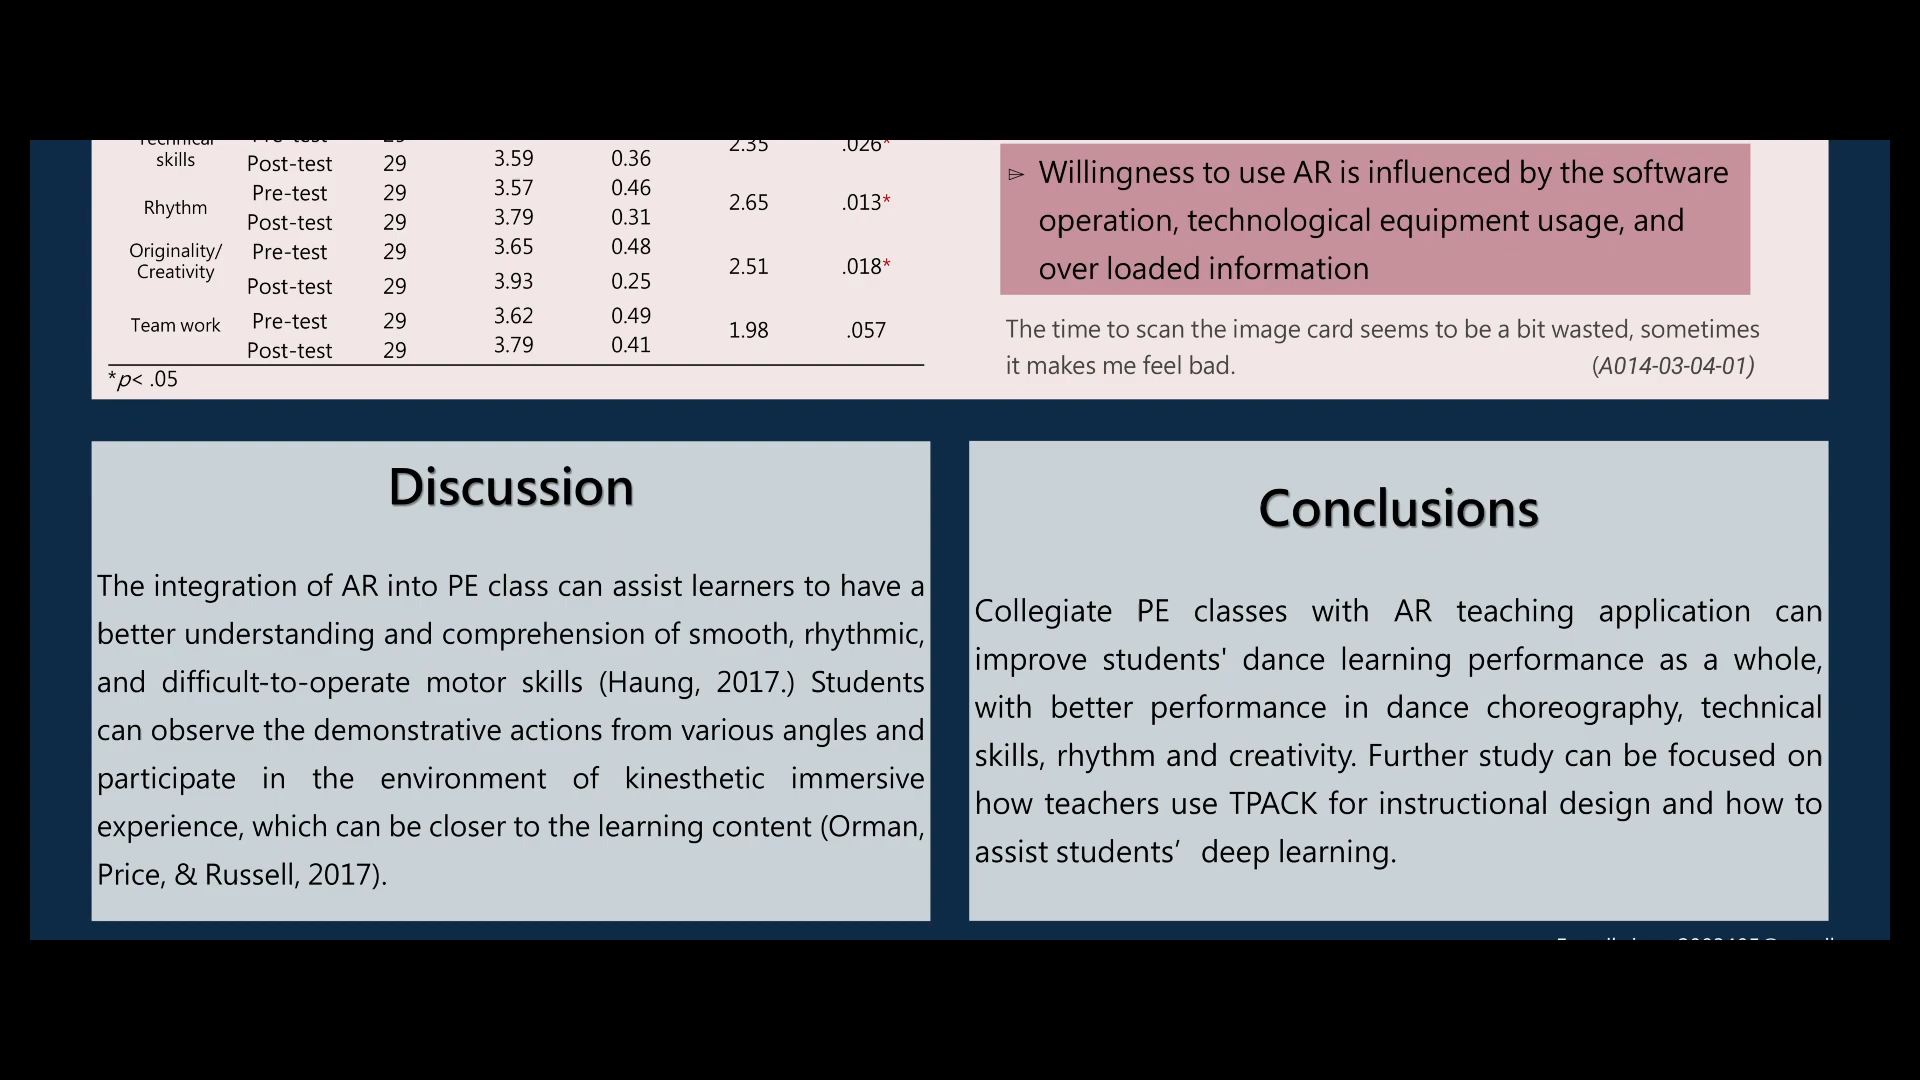 Technical
skills
Pre-test 29 2.35 .026*
Post-test 29 3.59 0.36
Rhythm
Pre-test 29 3.57 0.46 2.65 .013*
Post-test 29 3.79 0.31
Originality/
Creativity
Pre-test 29 3.65 0.48 2.51 .018*
Post-test 29 3.93 0.25
Team work
Pre-test 29 3.62 0.49 1.98 .057
Post-test 29 3.79 0.41
*p< .05
⌲ Willingness to use AR is influenced by the software
operation, technological equipment usage, and
over loaded information
The time to scan the image card seems to be a bit wasted, sometimes
it makes me feel bad. (A014-03-04-01)
Discussion
The integration of AR into PE class can assist learners to have a
better understanding and comprehension of smooth, rhythmic,
and difficult-to-operate motor skills (Haung, 2017.) Students
can observe the demonstrative actions from various angles and
participate in the environment of kinesthetic immersive
experience, which can be closer to the learning content (Orman,
Price, & Russell, 2017).
Conclusions
Collegiate PE classes with AR teaching application can
improve students' dance learning performance as a whole,
with better performance in dance choreography, technical
skills, rhythm and creativity. Further study can be focused on
how teachers use TPACK for instructional design and how to
assist students’ deep learning.